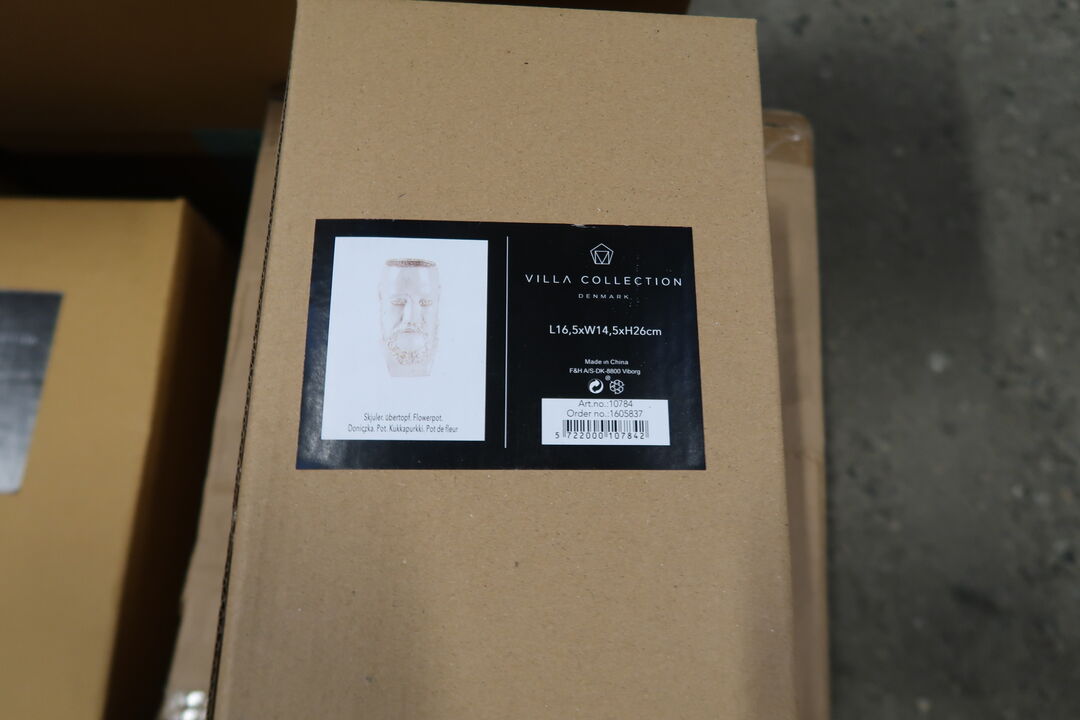 Skjuler. übertopf. Flowerpot.
Doniczka. Pot. Kukkapurkki. Pot de fleur
VILLA COLLECTION
DENMARK
L16,5xW14,5xH26cm
Made in China
F&H A/S-DK-8800 Viborg
®
Art.no.:10784
Order no.:1605837
5 722000 107842